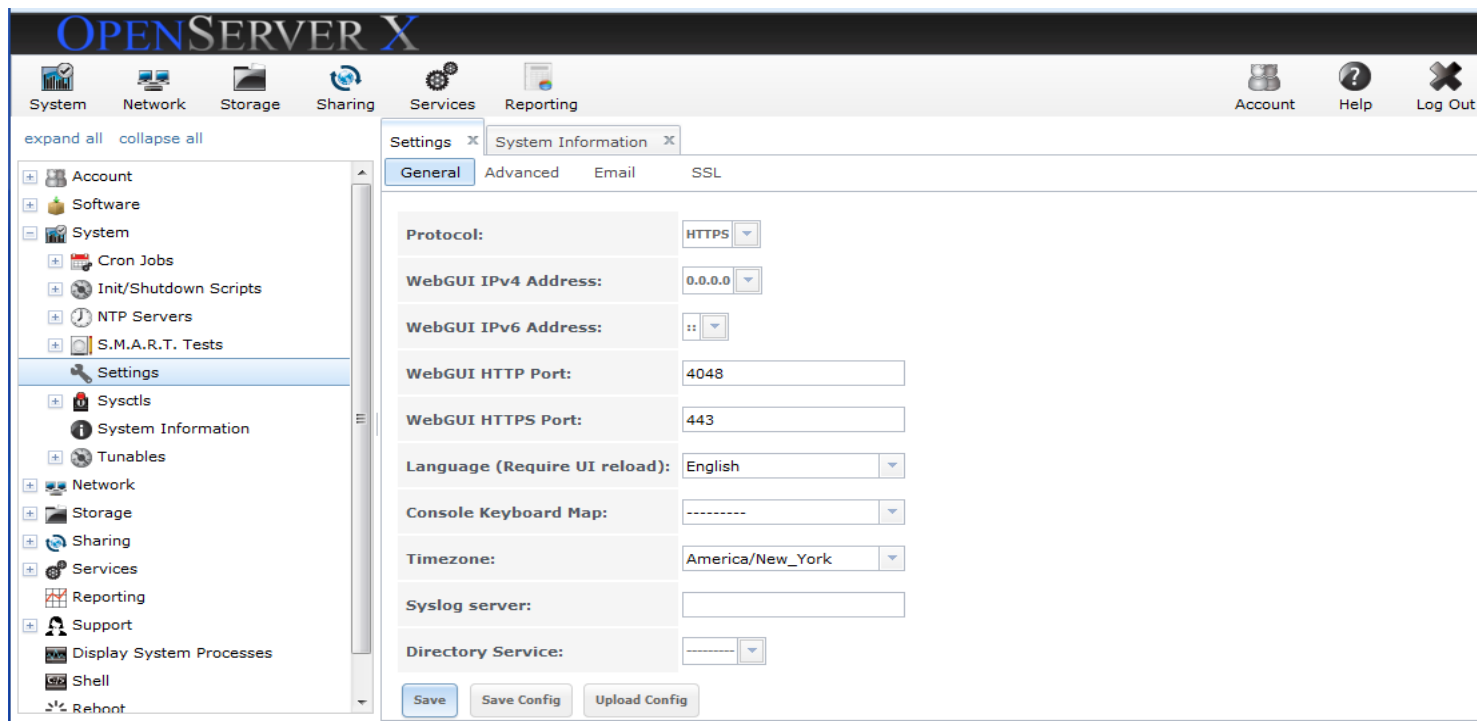 OPENSERVER X
System Network Storage Sharing Services Reporting Account Help Log Out
expand all collapse all
Account
Software
System
Cron Jobs
Init/Shutdown Scripts
NTP Servers
S.M.A.R.T. Tests
Settings
Sysctls
System Information
Tunables
Network
Storage
Sharing
Services
Reporting
Support
Display System Processes
Shell
Reboot
Settings x System Information x
General Advanced Email SSL
Protocol: HTTPS
WebGUI IPv4 Address: 0.0.0.0
WebGUI IPv6 Address: ::
WebGUI HTTP Port: 4048
WebGUI HTTPS Port: 443
Language (Require UI reload): English
Console Keyboard Map: ---------
Timezone: America/New_York
Syslog server:
Directory Service: ---------
Save Save Config Upload Config